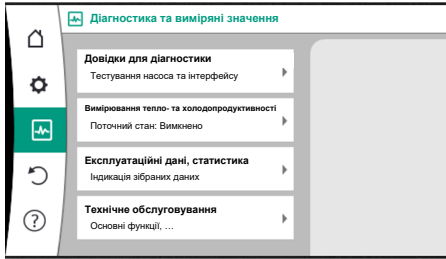 Діагностика та виміряні значення
Довідки для діагностики
Тестування насоса та інтерфейсу
Вимірювання тепло- та холодопродуктивності
Поточний стан: Вимкнено
Експлуатаційні дані, статистика
Індикація зібраних даних
Технічне обслуговування
Основні функції, ...
?